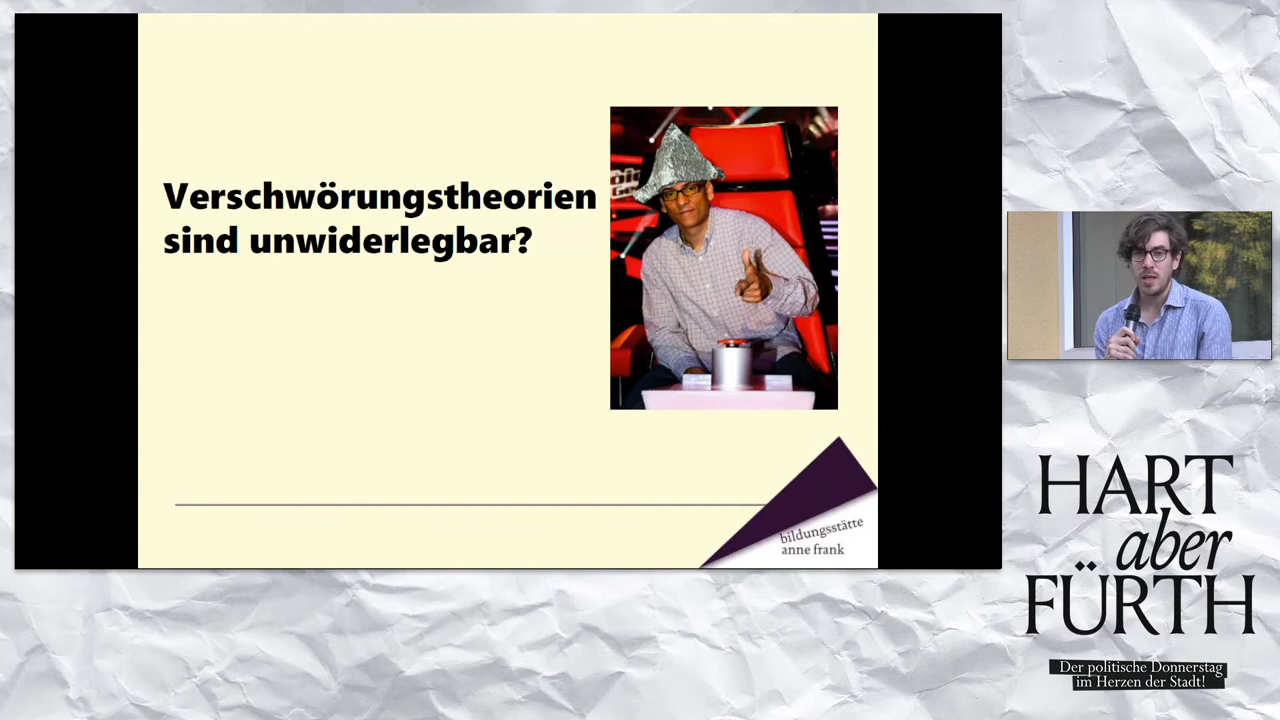 Verschwörungstheorien
sind unwiderlegbar?
bildungsstätte
anne frank
HART
aber
FÜRTH
Der politische Donnerstag
im Herzen der Stadt!